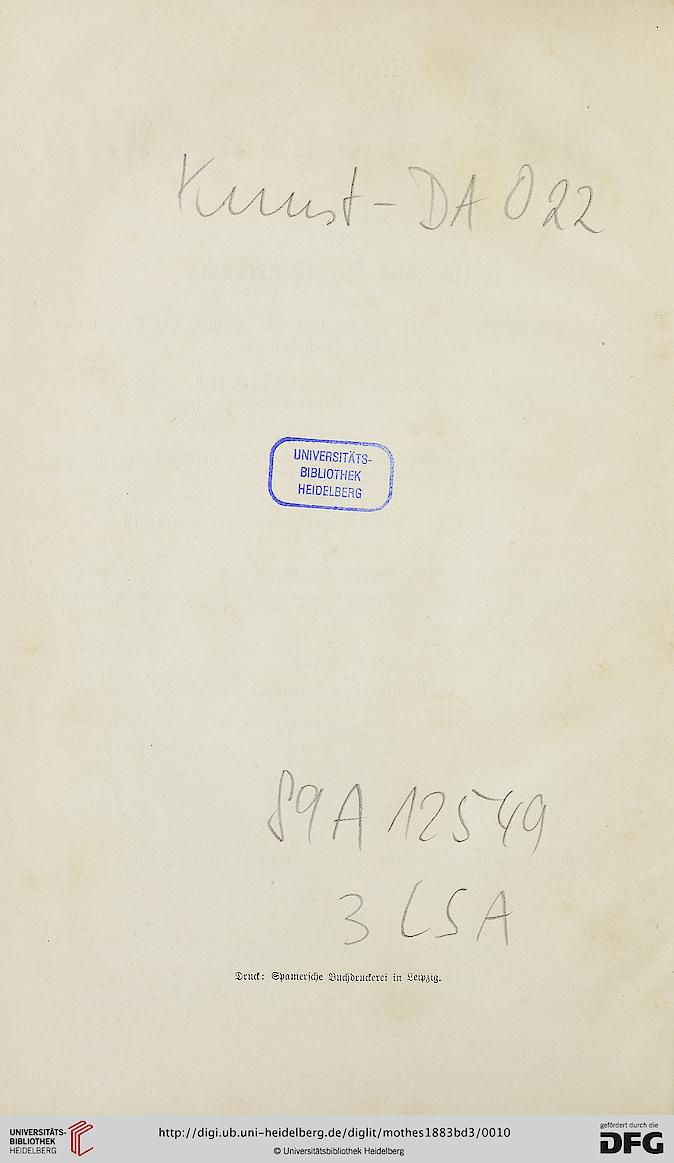 Kunst-DA 022
UNIVERSITÄTS-
BIBLIOTHEK
HEIDELBERG
89 A 12549
3 LSA
Druck: Spamersche Buchdruckerei in Leipzig.
UNIVERSITÄTS-
BIBLIOTHEK
HEIDELBERG
http://digi.ub.uni-heidelberg.de/diglit/mothes1883bd3/0010
© Universitätsbibliothek Heidelberg
gefördert durch die
DFG